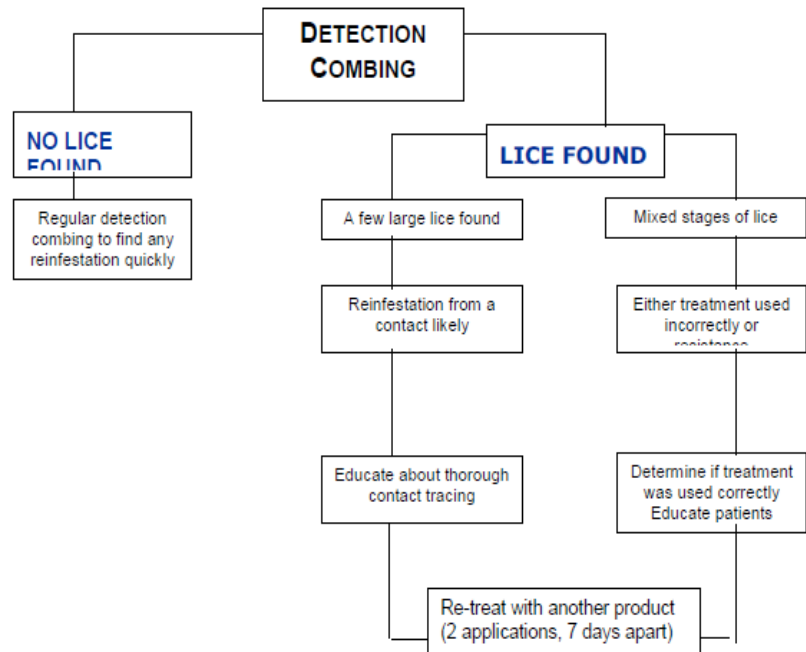 DETECTION
COMBING
NO LICE
FOUND
Regular detection
combing to find any
reinfestation quickly
LICE FOUND
A few large lice found
Reinfestation from a
contact likely
Educate about thorough
contact tracing
Mixed stages of lice
Either treatment used
incorrectly or
resistance
Determine if treatment
was used correctly
Educate patients
Re-treat with another product
(2 applications, 7 days apart)